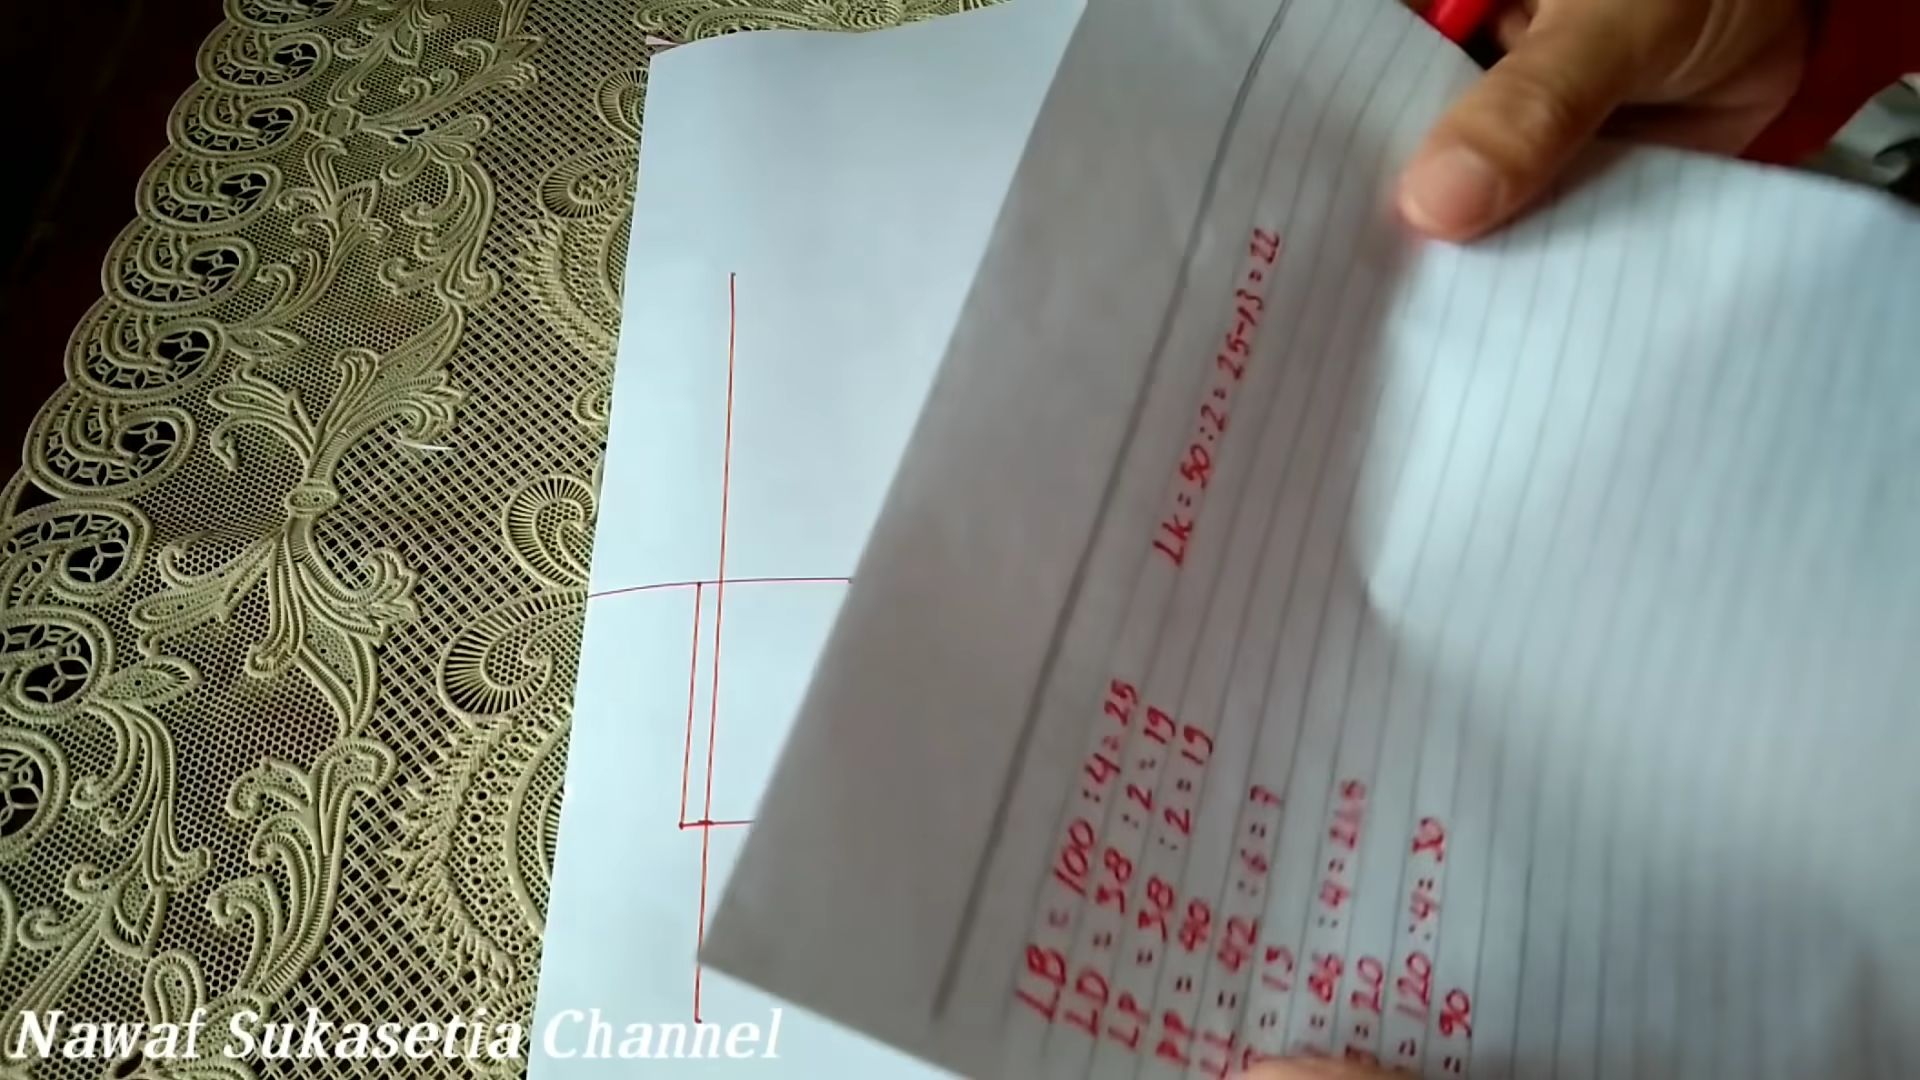 LB = 100 : 4 = 25
LD = 38 : 2 = 19
LP = 38 : 2 = 19
PP = 40
LL = 42 : 6 = 7
= 13
= 86 : 4 = 21,5
= 20
= 120 : 4 = 30
= 90
Lk = 50 : 2 = 25-13 = 22
Nawaf Sukasetia Channel